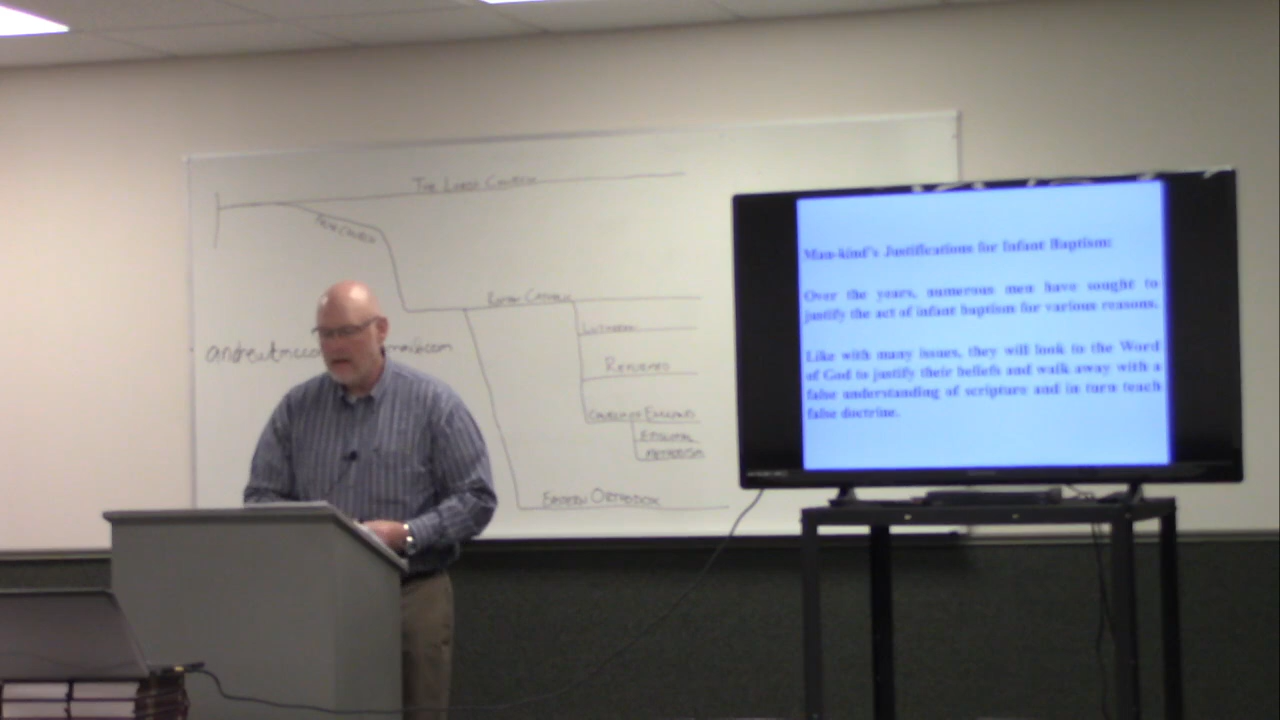 THE LORDS CHURCH
ROMAN CATHOLIC
LUTHERAN
REFORMED
CHURCH OF ENGLAND
EPISCOPAL
METHODISM
EASTERN ORTHODOX
Man-kind's Justifications for Infant Baptism:
Over the years, numerous men have sought to
justify the act of infant baptism for various reasons.
Like with many issues, they will look to the Word
of God to justify their beliefs and walk away with a
false understanding of scripture and in turn teach
false doctrine.